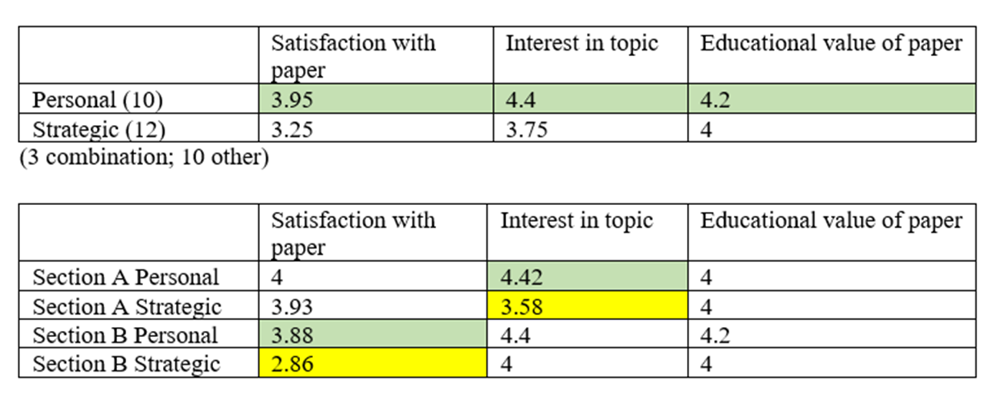 Satisfaction with paper Interest in topic Educational value of paper
Personal (10) 3.95 4.4 4.2
Strategic (12) 3.25 3.75 4
(3 combination; 10 other)
Satisfaction with paper Interest in topic Educational value of paper
Section A Personal 4 4.42 4
Section A Strategic 3.93 3.58 4
Section B Personal 3.88 4.4 4.2
Section B Strategic 2.86 4 4